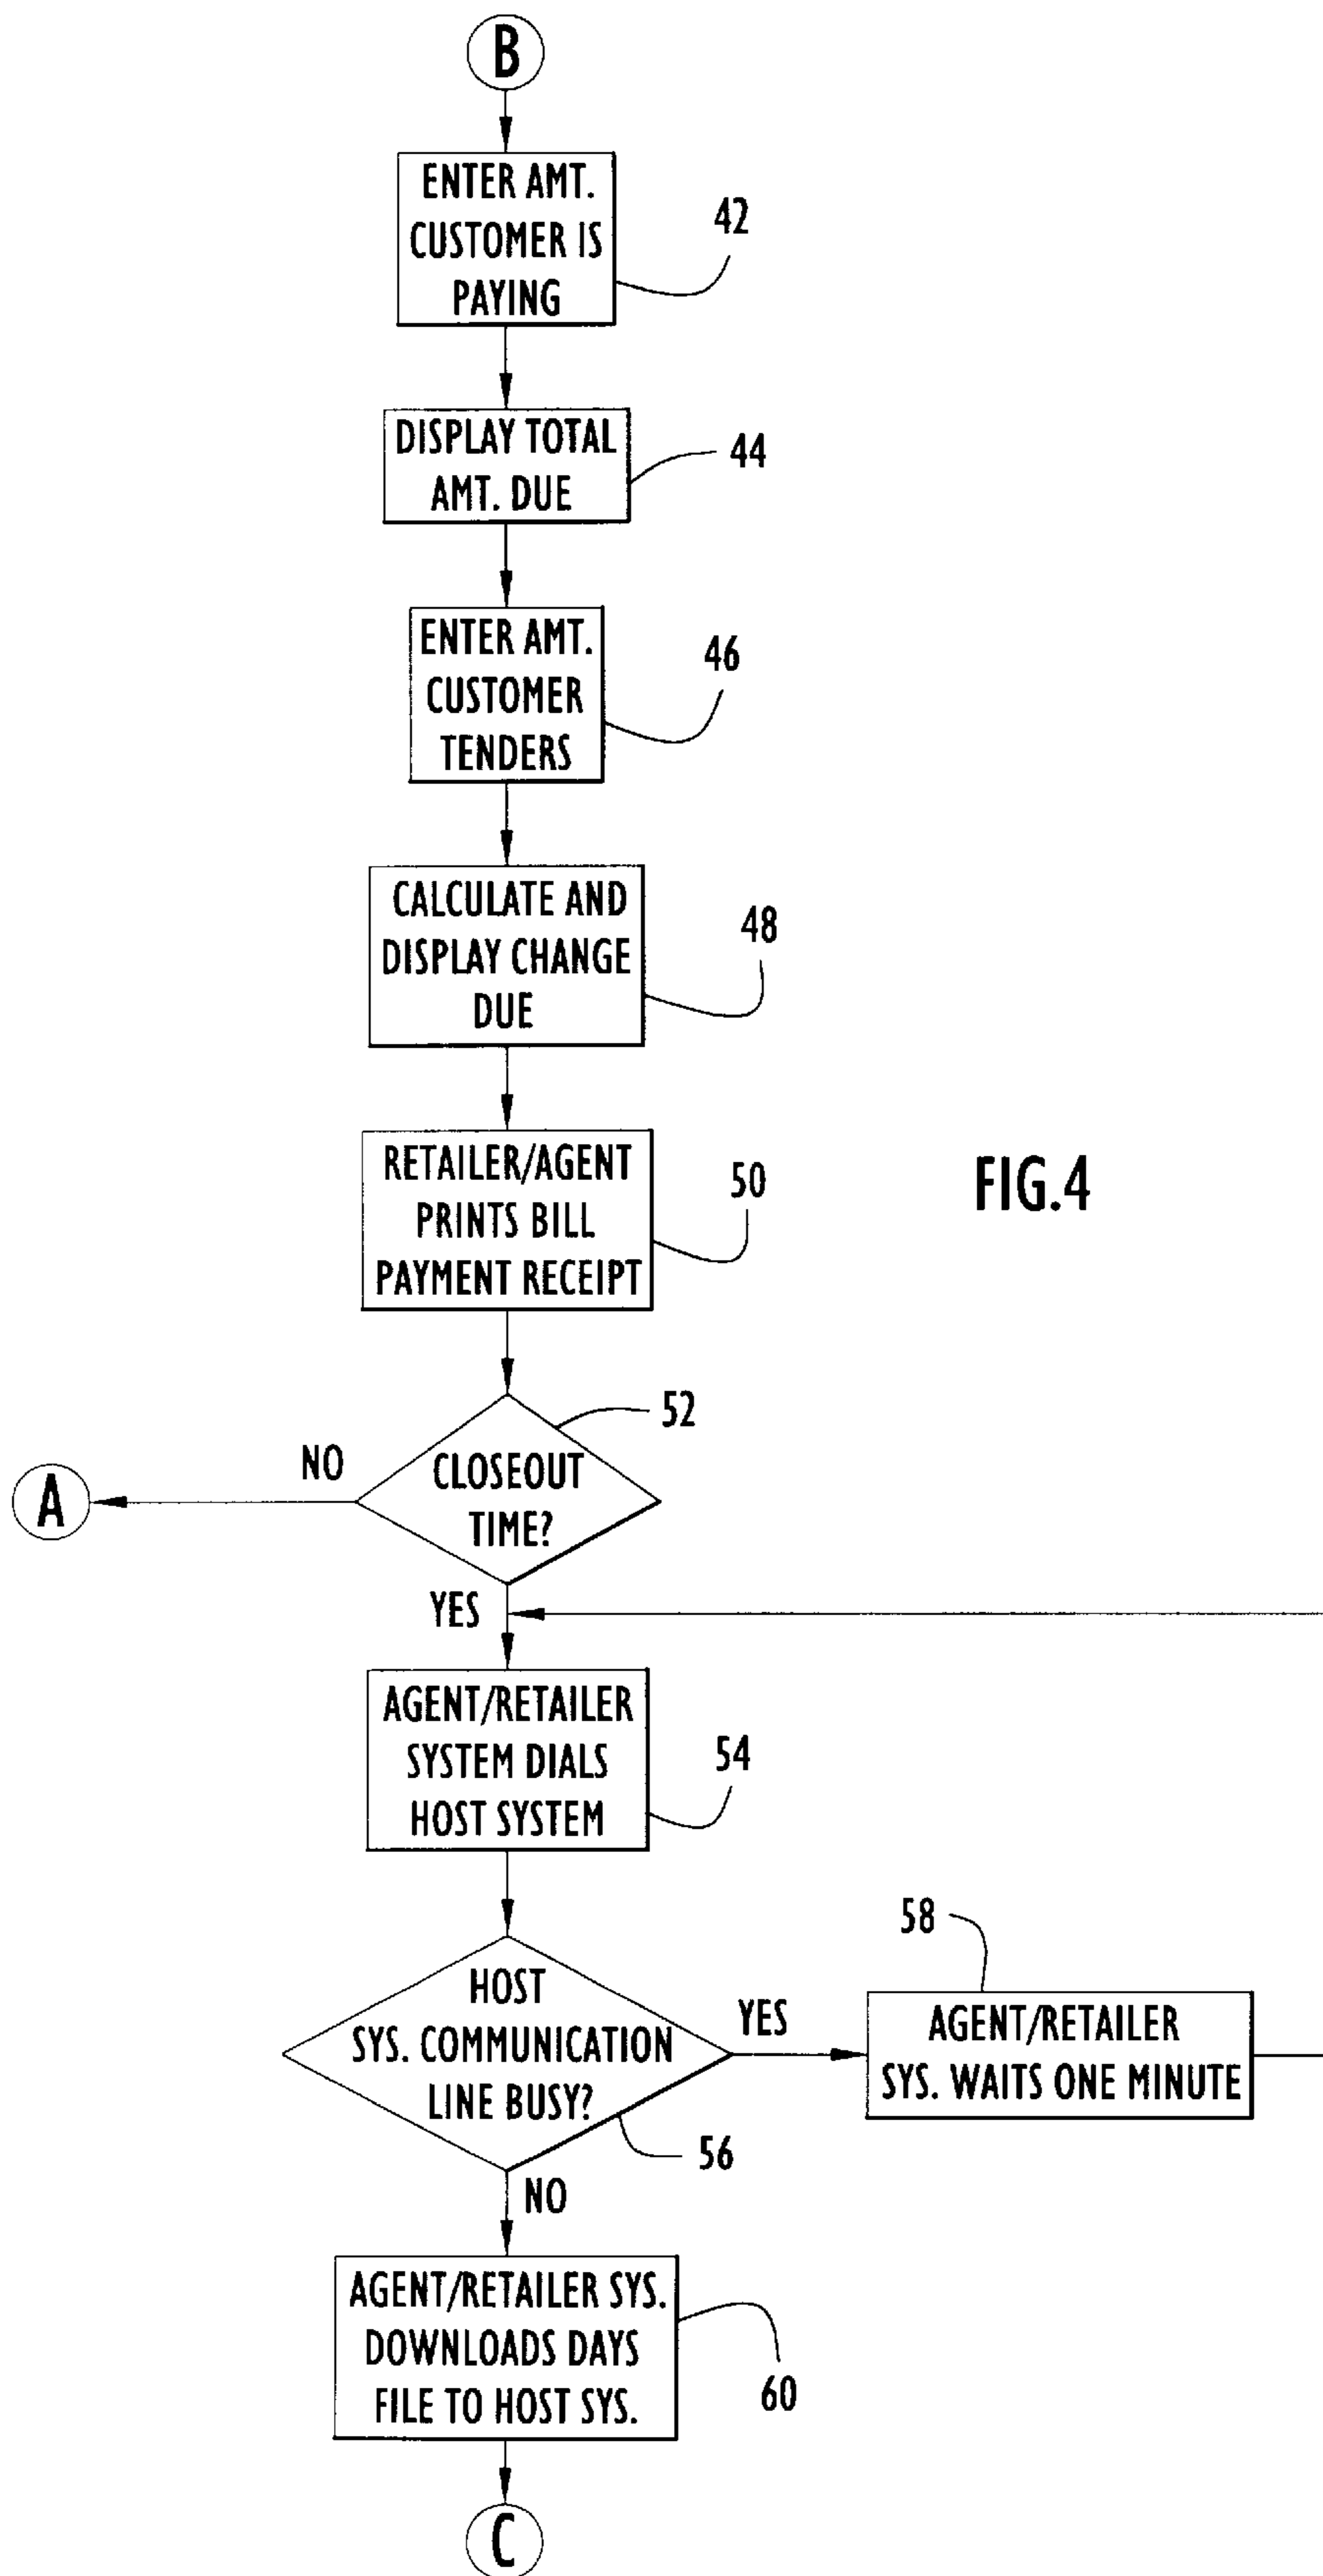 B
ENTER AMT.
CUSTOMER IS
PAYING
42
DISPLAY TOTAL
AMT. DUE
44
ENTER AMT.
CUSTOMER
TENDERS
46
CALCULATE AND
DISPLAY CHANGE
DUE
48
RETAILER/AGENT
PRINTS BILL
PAYMENT RECEIPT
50
FIG.4
52
CLOSEOUT
TIME?
NO
A
YES
AGENT/RETAILER
SYSTEM DIALS
HOST SYSTEM
54
HOST
SYS. COMMUNICATION
LINE BUSY?
56
YES
58
AGENT/RETAILER
SYS. WAITS ONE MINUTE
NO
AGENT/RETAILER SYS.
DOWNLOADS DAYS
FILE TO HOST SYS.
60
C